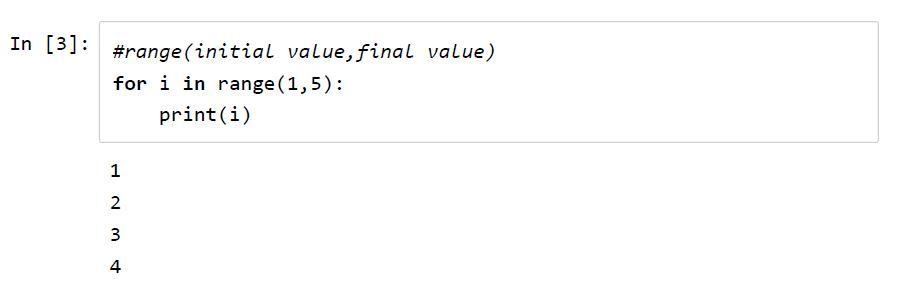 In [3]:
#range(initial value,final value)
for i in range(1,5):
    print(i)
1
2
3
4